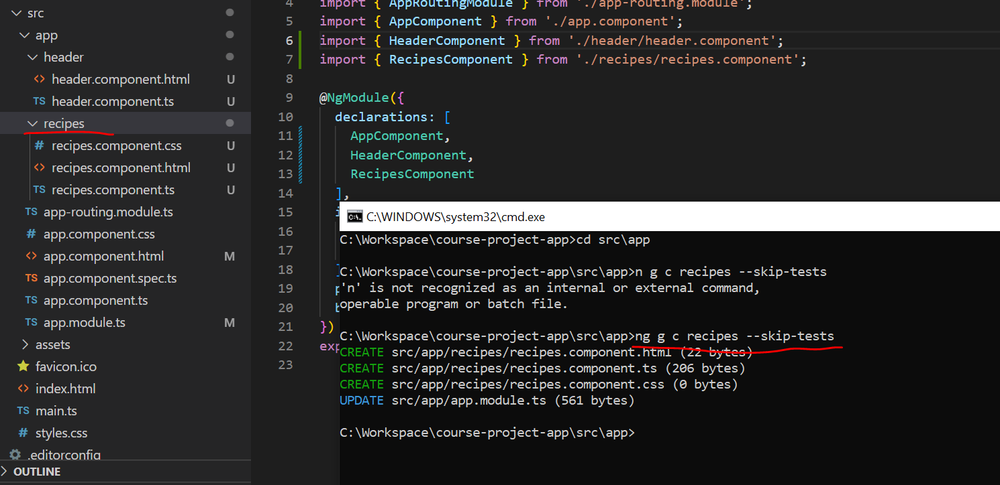 src
app
header
<> header.component.html U
TS header.component.ts U
recipes
# recipes.component.css U
<> recipes.component.html U
TS recipes.component.ts U
TS app-routing.module.ts
# app.component.css
<> app.component.html M
TS app.component.spec.ts
TS app.component.ts
TS app.module.ts M
assets
favicon.ico
<> index.html
TS main.ts
# styles.css
.editorconfig
OUTLINE
4 import { AppRoutingModule } from './app-routing.module';
5 import { AppComponent } from './app.component';
6 import { HeaderComponent } from './header/header.component';
7 import { RecipesComponent } from './recipes/recipes.component';
8
9 @NgModule({
10 declarations: [
11 AppComponent,
12 HeaderComponent,
13 RecipesComponent
14 ],
15 i
16
17
18 ]
19 p
20 b
21 })
22 exp
23
C:\WINDOWS\system32\cmd.exe
C:\Workspace\course-project-app>cd src\app
C:\Workspace\course-project-app\src\app>n g c recipes --skip-tests
'n' is not recognized as an internal or external command,
operable program or batch file.
C:\Workspace\course-project-app\src\app>ng g c recipes --skip-tests
CREATE src/app/recipes/recipes.component.html (22 bytes)
CREATE src/app/recipes/recipes.component.ts (206 bytes)
CREATE src/app/recipes/recipes.component.css (0 bytes)
UPDATE src/app/app.module.ts (561 bytes)
C:\Workspace\course-project-app\src\app>